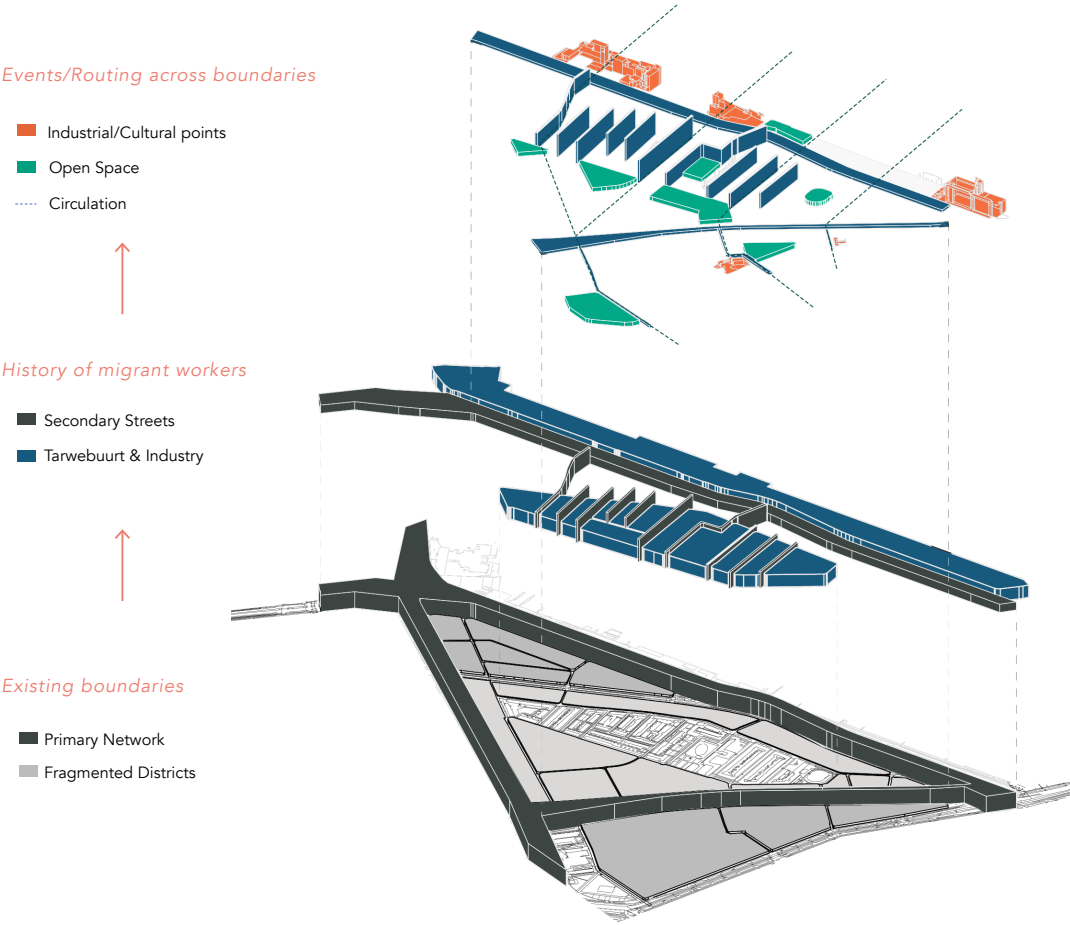 Events/Routing across boundaries
Industrial/Cultural points
Open Space
Circulation
History of migrant workers
Secondary Streets
Tarwebuurt & Industry
Existing boundaries
Primary Network
Fragmented Districts